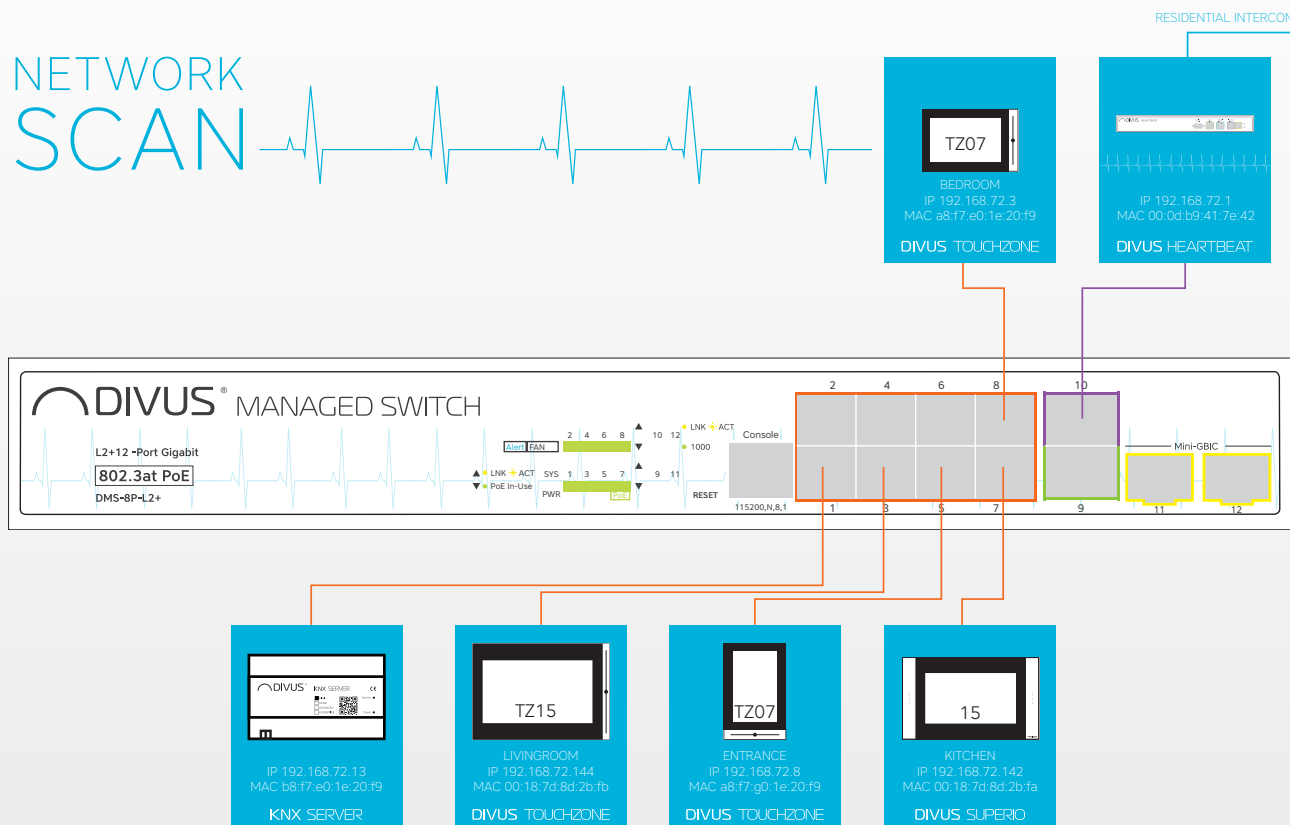 RESIDENTIAL INTERCOM
NETWORK
SCAN
TZ07
BEDROOM
IP 192.168.72.3
MAC a8:f7:e0:1e:20:f9
DIVUS TOUCHZONE
DIVUS HEARTBEAT
IP 192.168.72.1
MAC 00:0d:b9:41:7e:42
DIVUS HEARTBEAT
DIVUS® MANAGED SWITCH
L2+12 -Port Gigabit
802.3at PoE
DMS-8P-L2+
Alert FAN
2 4 6 8 ▲ 10 12 LNK ACT
▼ 1000
▲ LNK ACT SYS 1 3 5 7 ▲ 9 11
▼ PoE In-Use PWR PoE ▼ RESET
Console
115200,N,8,1
2 4 6 8 10
1 3 5 7 9
Mini-GBIC
11 12
DIVUS® KNX SERVER CE
IP 192.168.72.13
MAC b8:f7:e0:1e:20:f9
KNX SERVER
TZ15
LIVINGROOM
IP 192.168.72.144
MAC 00:18:7d:8d:2b:fb
DIVUS TOUCHZONE
TZ07
ENTRANCE
IP 192.168.72.8
MAC a8:f7:g0:1e:20:f9
DIVUS TOUCHZONE
15
KITCHEN
IP 192.168.72.142
MAC 00:18:7d:8d:2b:fa
DIVUS SUPERIO